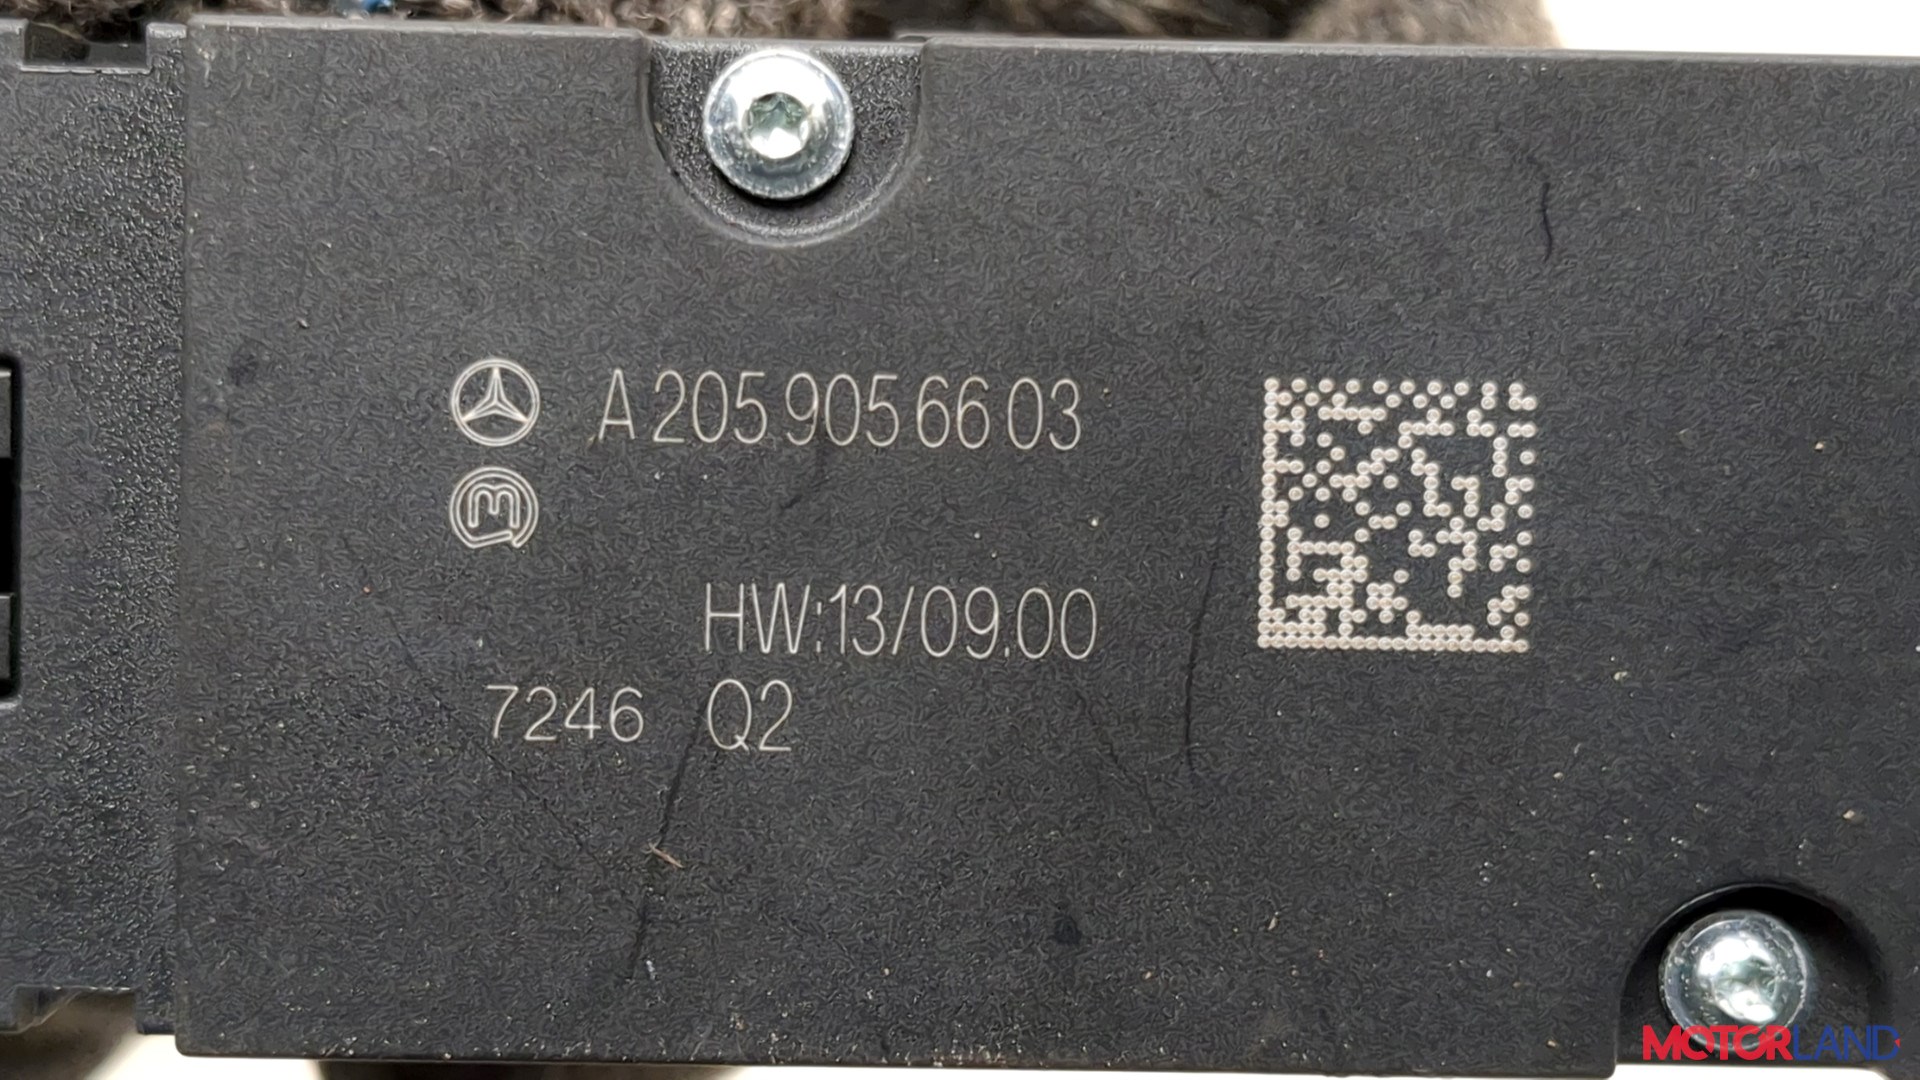 A 205 905 66 03
HW:13/09.00
7246 Q2
MOTORLAND